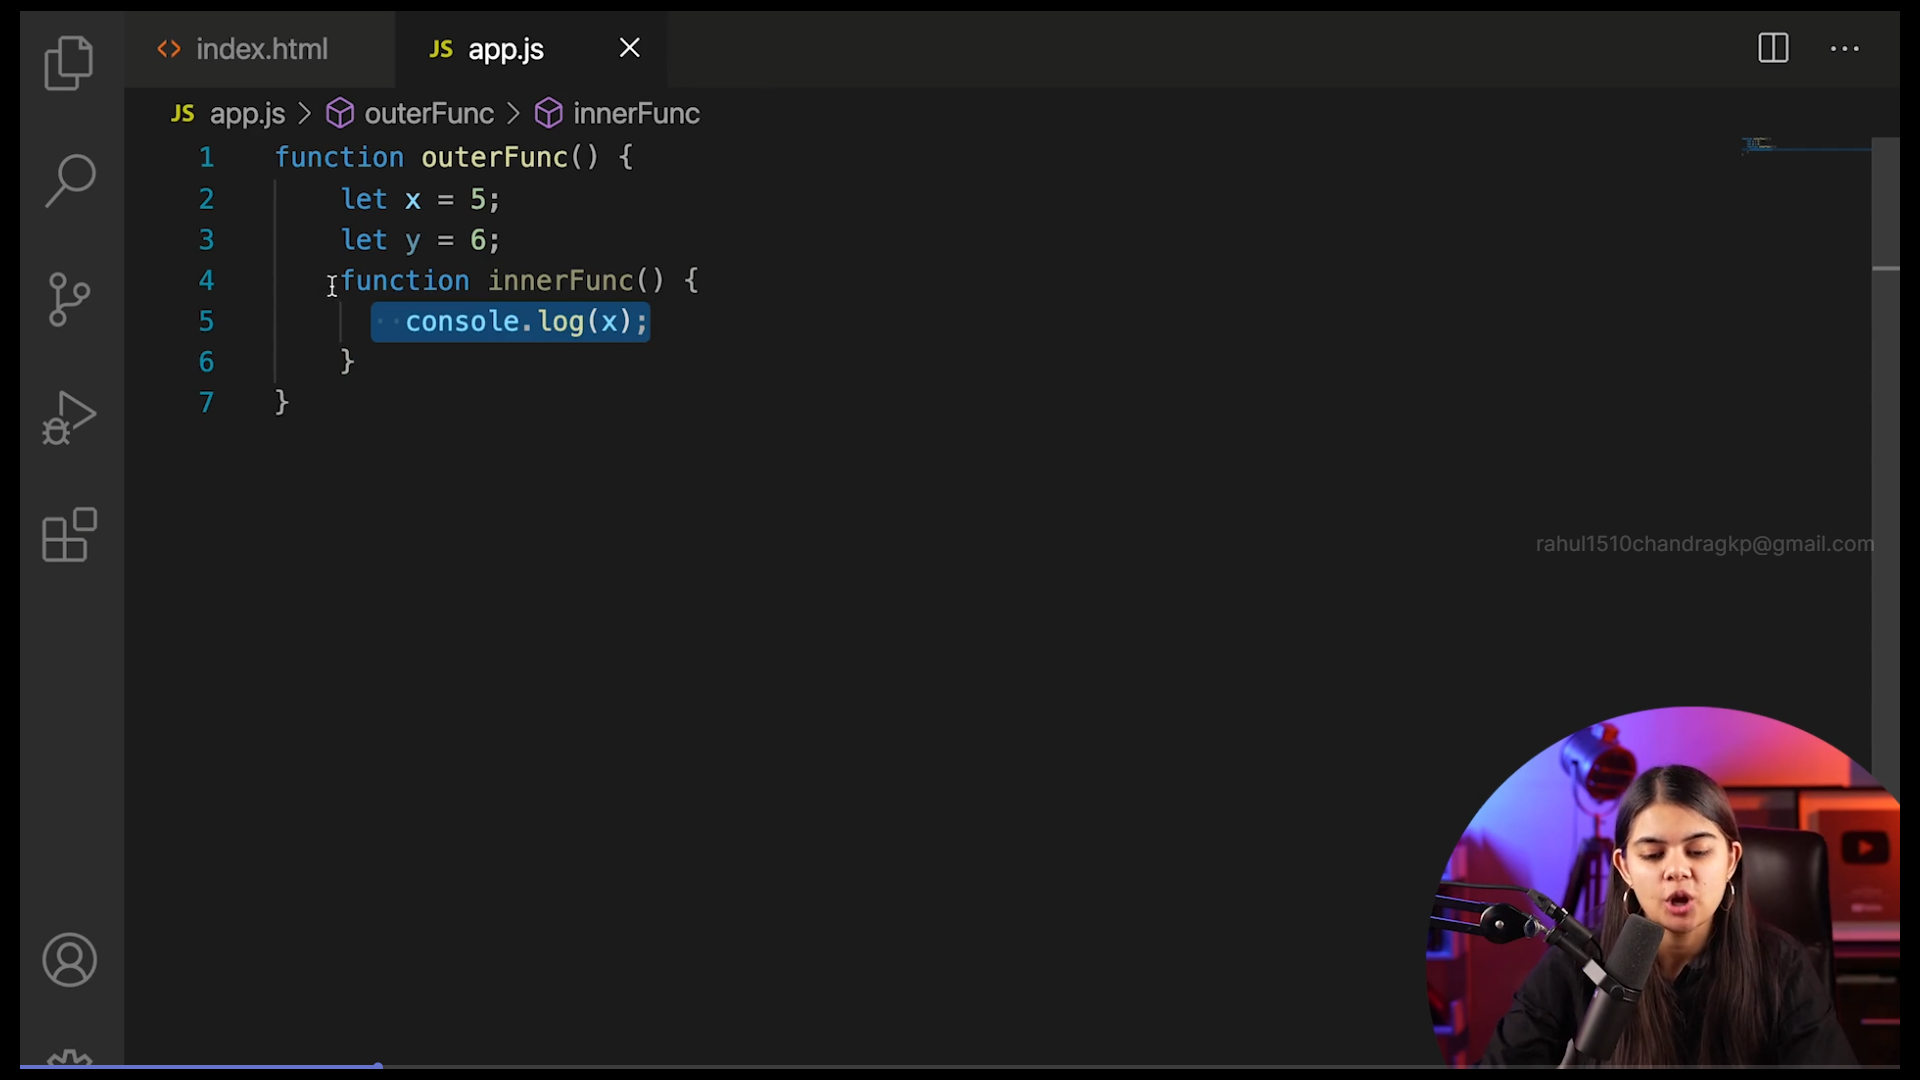 index.html
JS app.js
JS app.js > outerFunc > innerFunc
1 function outerFunc() {
2 let x = 5;
3 let y = 6;
4 function innerFunc() {
5 console.log(x);
6 }
7 }
rahul1510chandragkp@gmail.com